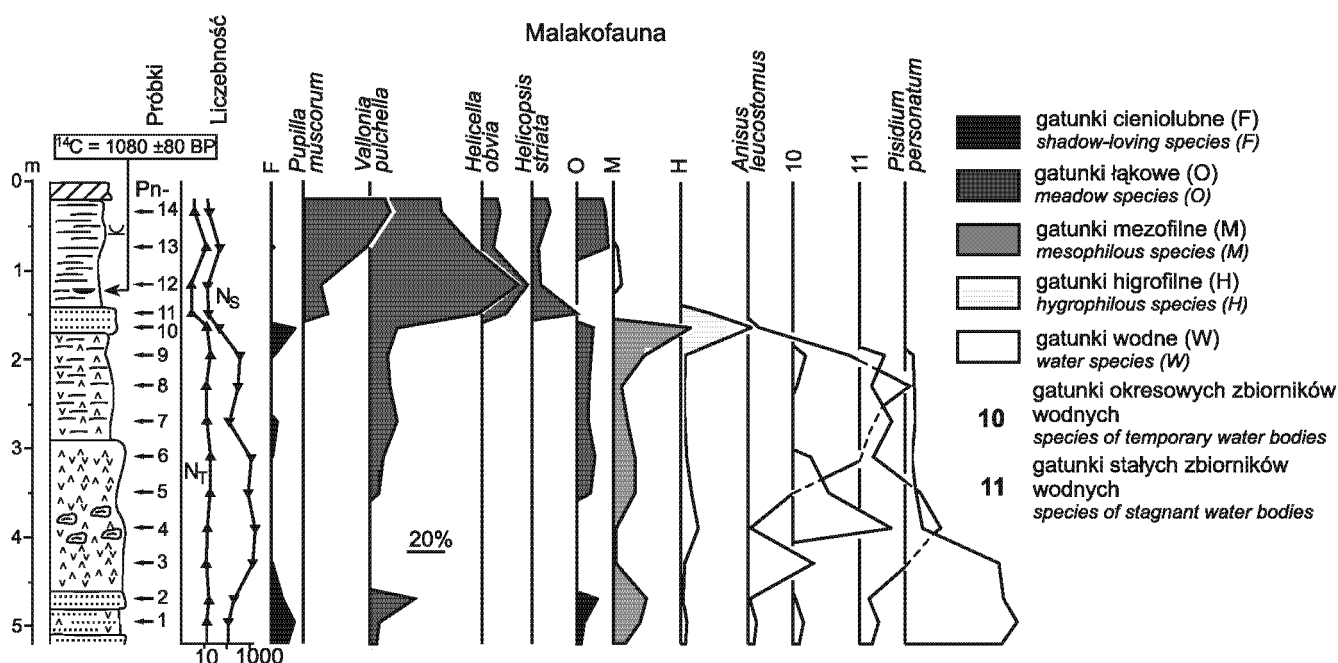 Malakofauna
Próbki
Liczebność
F
Pupilla
muscorum
Vallonia
pulchella
Helicella
obvia
Helicopsis
striata
O
M
H
Anisus
leucostomus
10
11
Pisidium
personatum
¹⁴C = 1080 ±80 BP
m
0
1
2
3
4
5
Pn-
14
13
12
11
10
9
8
7
6
5
4
3
2
1
K
N_S
N_T
20%
10 1000
gatunki cieniolubne (F)
shadow-loving species (F)
gatunki łąkowe (O)
meadow species (O)
gatunki mezofilne (M)
mesophilous species (M)
gatunki higrofilne (H)
hygrophilous species (H)
gatunki wodne (W)
water species (W)
10 gatunki okresowych zbiorników
wodnych
species of temporary water bodies
11 gatunki stałych zbiorników
wodnych
species of stagnant water bodies